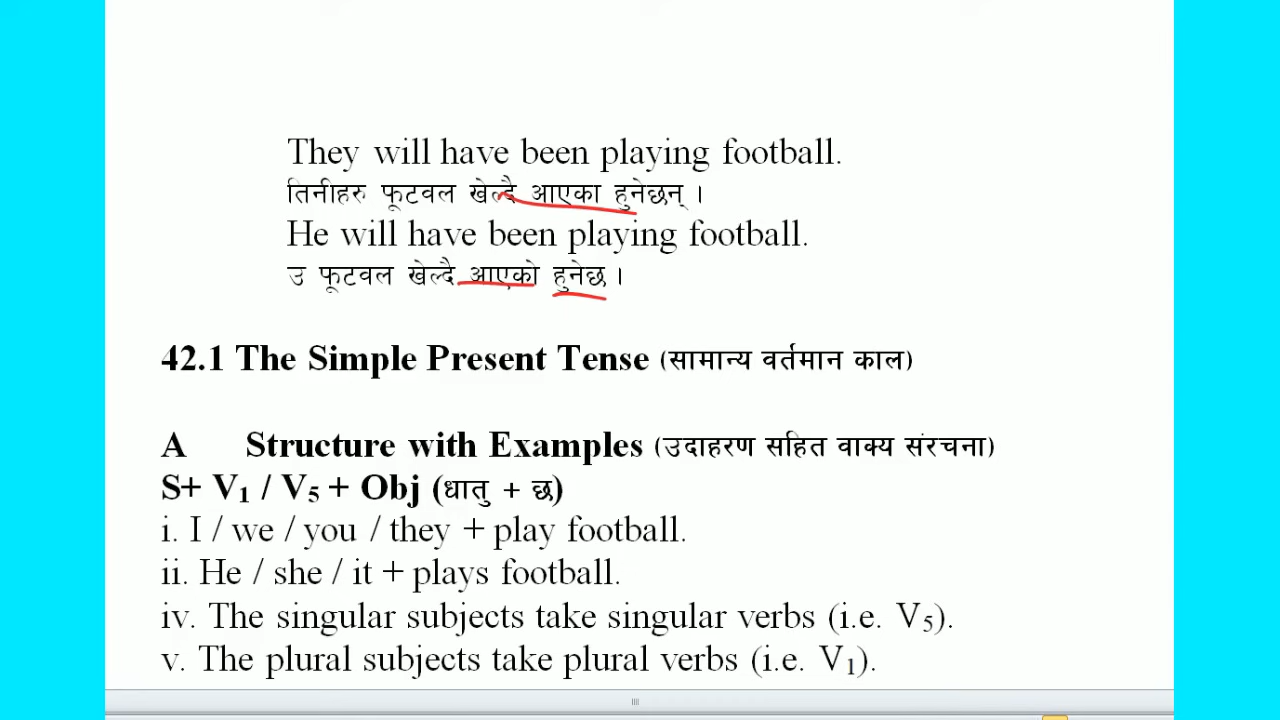 They will have been playing football.
तिनीहरु फूटवल खेल्दै आएका हुनेछन् ।
He will have been playing football.
उ फूटवल खेल्दै आएको हुनेछ ।
42.1 The Simple Present Tense (सामान्य वर्तमान काल)
A Structure with Examples (उदाहरण सहित वाक्य संरचना)
S+ V₁ / V₅ + Obj (धातु + छ)
i. I / we / you / they + play football.
ii. He / she / it + plays football.
iv. The singular subjects take singular verbs (i.e. V₅).
v. The plural subjects take plural verbs (i.e. V₁).